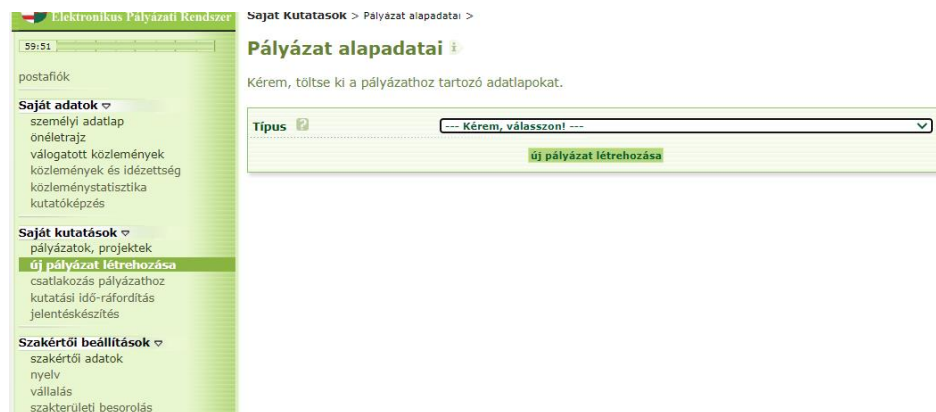 Elektronikus Pályázati Rendszer
59:51
postafiók
Saját adatok
személyi adatlap
önéletrajz
válogatott közlemények
közlemények és idézettség
közleménystatisztika
kutatóképzés
Saját kutatások
pályázatok, projektek
új pályázat létrehozása
csatlakozás pályázathoz
kutatási idő-ráfordítás
jelentéskészítés
Szakértői beállítások
szakértői adatok
nyelv
vállalás
szakterületi besorolás
Saját Kutatások > Pályázat alapadatai >
Pályázat alapadatai
Kérem, töltse ki a pályázathoz tartozó adatlapokat.
Típus ? --- Kérem, válasszon! ---
új pályázat létrehozása